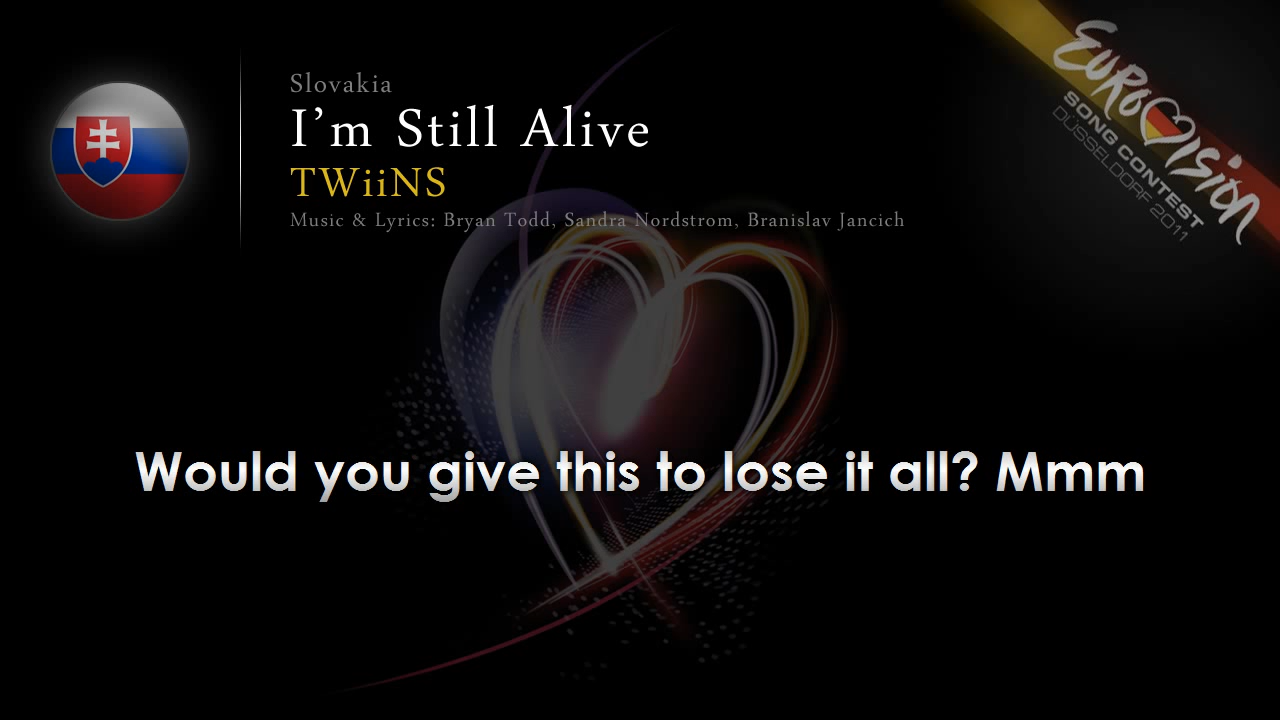 Slovakia
I'm Still Alive
TWiiNS
Music & Lyrics: Bryan Todd, Sandra Nordstrom, Branislav Jancich
EUROVISION
SONG CONTEST
DÜSSELDORF 2011
Would you give this to lose it all? Mmm